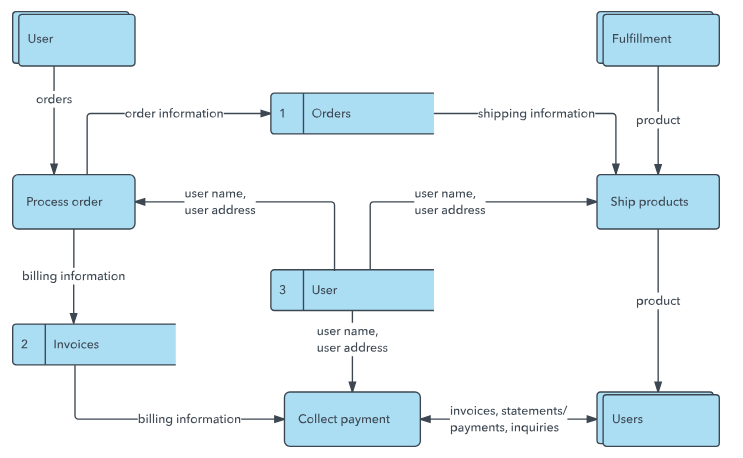 User
Fulfillment
orders
order information
1 Orders
shipping information
product
Process order
user name,
user address
user name,
user address
Ship products
billing information
3 User
product
2 Invoices
user name,
user address
billing information
Collect payment
invoices, statements/
payments, inquiries
Users